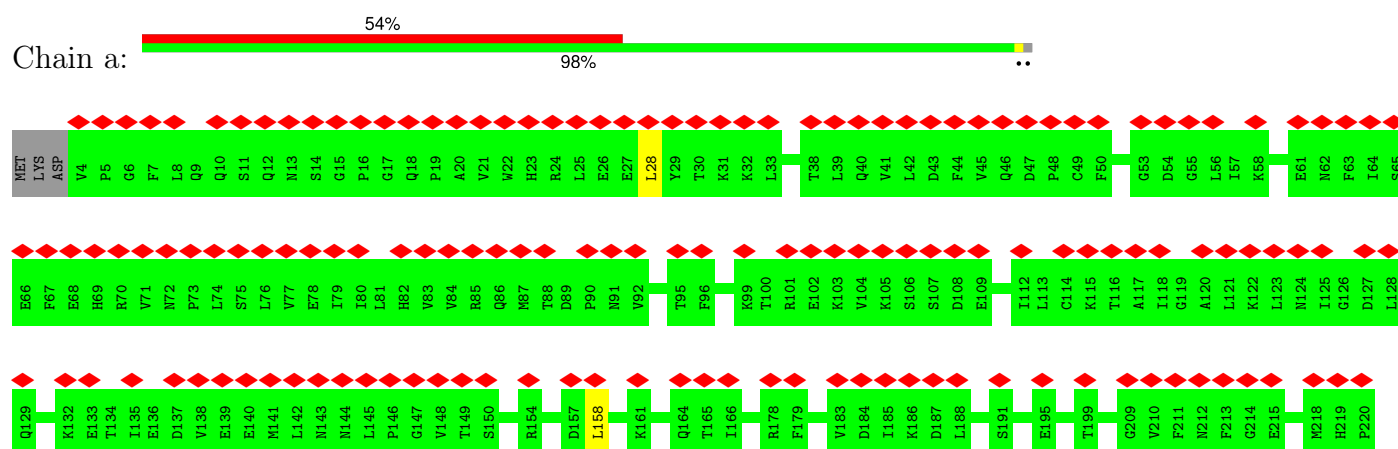 54%
Chain a:
98%
••
MET LYS ASP V4 P5 G6 F7 L8 Q9 Q10 S11 Q12 N13 S14 G15 P16 G17 Q18 P19 A20 V21 W22 H23 R24 L25 E26 E27 L28 Y29 T30 K31 K32 L33 T38 L39 Q40 V41 L42 D43 F44 V45 Q46 D47 P48 C49 F50 G53 D54 G55 L56 I57 K58 E61 N62 F63 I64 S65
E66 F67 E68 H69 R70 V71 N72 P73 L74 S75 L76 V77 E78 I79 I80 L81 H82 V83 V84 R85 Q86 M87 T88 D89 P90 N91 V92 T95 F96 K99 T100 R101 E102 K103 V104 K105 S106 S107 D108 E109 I112 L113 C114 K115 T116 A117 I118 G119 A120 L121 K122 L123 N124 I125 G126 D127 L128
Q129 K132 E133 T134 I135 E136 D137 V138 E139 E140 M141 L142 N143 N144 L145 P146 G147 V148 T149 S150 R154 D157 L158 K161 Q164 T165 I166 R178 F179 V183 D184 I185 K186 D187 L188 S191 E195 T199 G209 V210 F211 N212 F213 G214 E215 M218 H219 P220